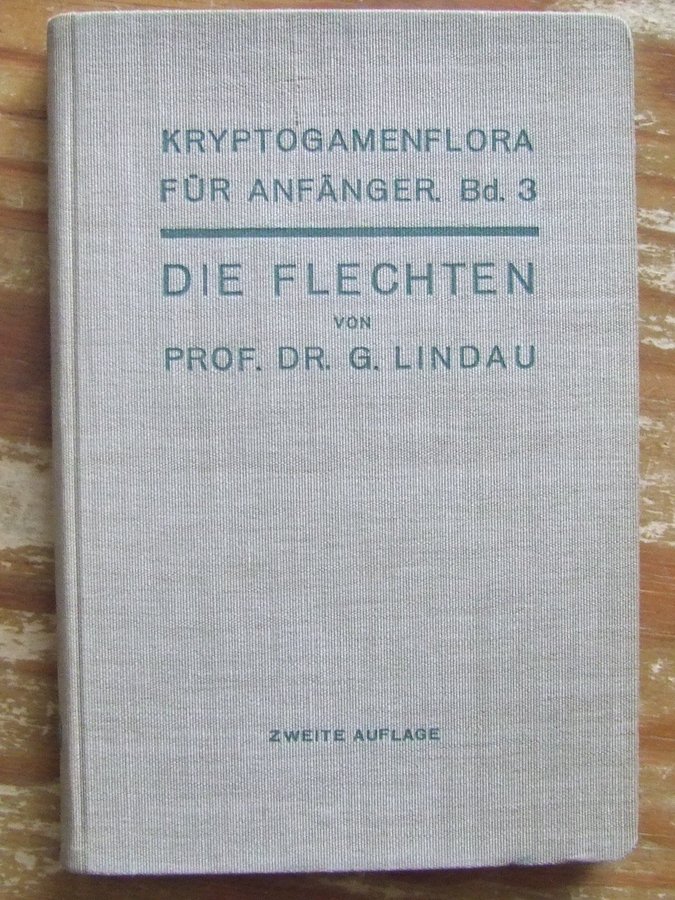 KRYPTOGAMENFLORA
FÜR ANFÄNGER. Bd. 3
DIE FLECHTEN
VON
PROF. DR. G. LINDAU
ZWEITE AUFLAGE